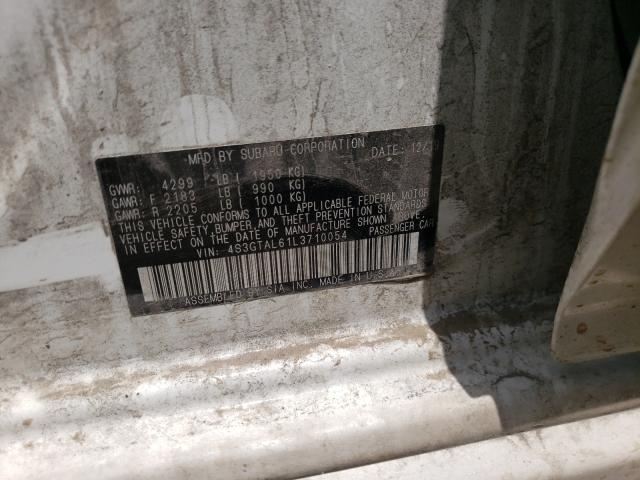 MFD BY SUBARU CORPORATION DATE: 12/19
GVWR: 4299 LB ( 1950 KG)
GAWR: F 2183 LB ( 990 KG)
GAWR: R 2205 LB ( 1000 KG)
THIS VEHICLE CONFORMS TO ALL APPLICABLE FEDERAL MOTOR
VEHICLE SAFETY, BUMPER, AND THEFT PREVENTION STANDARDS
IN EFFECT ON THE DATE OF MANUFACTURE SHOWN ABOVE.
VIN: 4S3GTAL61L3710054 PASSENGER CAR
ASSEMBLED BY SIA, INC. MADE IN U.S.A.